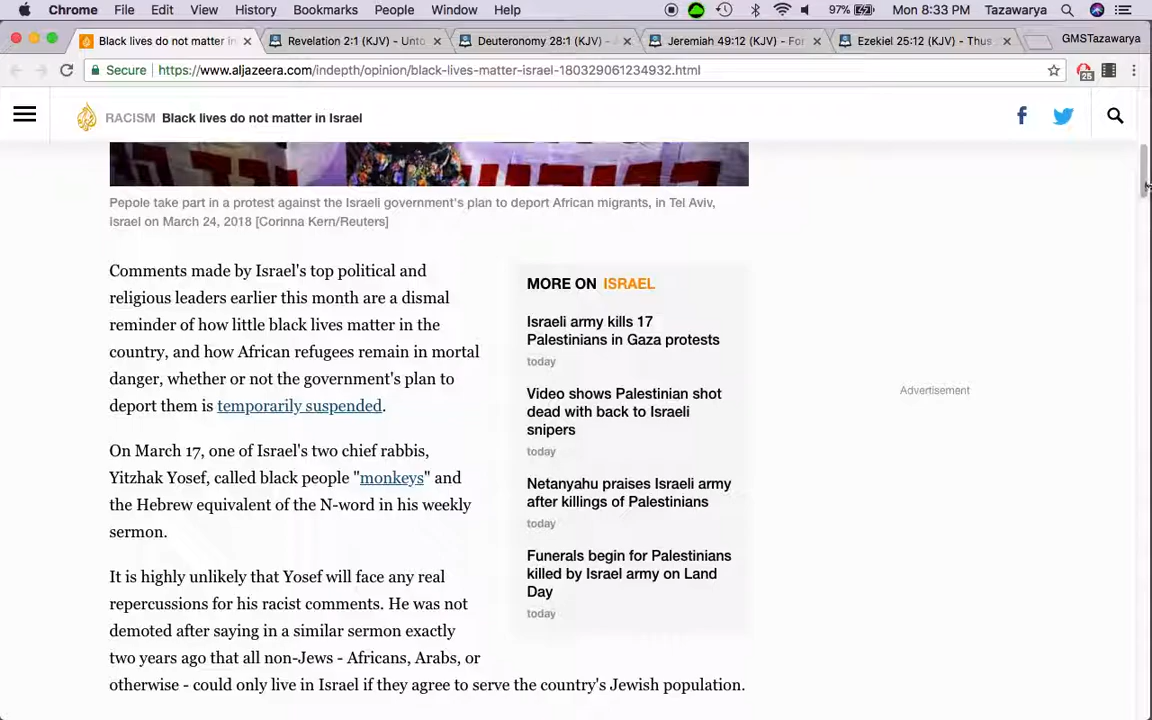 Chrome File Edit View History Bookmarks People Window Help 97% Mon 8:33 PM Tazawarya
Black lives do not matter in Revelation 2:1 (KJV) - Unto Deuteronomy 28:1 (KJV) - Jeremiah 49:12 (KJV) - For Ezekiel 25:12 (KJV) - Thus GMSTazawarya
Secure https://www.aljazeera.com/indepth/opinion/black-lives-matter-israel-180329061234932.html 25
RACISM Black lives do not matter in Israel
Pepole take part in a protest against the Israeli government's plan to deport African migrants, in Tel Aviv,
Israel on March 24, 2018 [Corinna Kern/Reuters]
Comments made by Israel's top political and
religious leaders earlier this month are a dismal
reminder of how little black lives matter in the
country, and how African refugees remain in mortal
danger, whether or not the government's plan to
deport them is temporarily suspended.
On March 17, one of Israel's two chief rabbis,
Yitzhak Yosef, called black people "monkeys" and
the Hebrew equivalent of the N-word in his weekly
sermon.
It is highly unlikely that Yosef will face any real
repercussions for his racist comments. He was not
demoted after saying in a similar sermon exactly
two years ago that all non-Jews - Africans, Arabs, or
otherwise - could only live in Israel if they agree to serve the country's Jewish population.
MORE ON ISRAEL
Israeli army kills 17
Palestinians in Gaza protests
today
Video shows Palestinian shot
dead with back to Israeli
snipers
today
Netanyahu praises Israeli army
after killings of Palestinians
today
Funerals begin for Palestinians
killed by Israel army on Land
Day
today
Advertisement